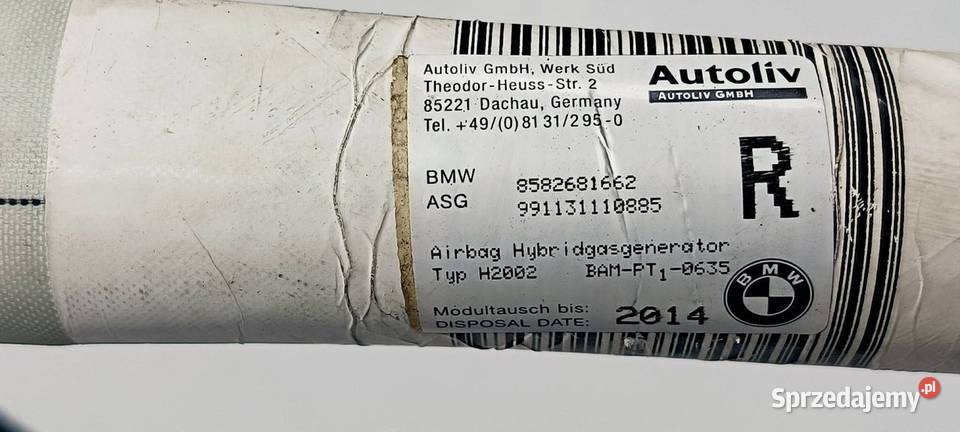 Autoliv GmbH, Werk Süd
Theodor-Heuss-Str. 2
85221 Dachau, Germany
Tel. +49/(0)8131/295-0
Autoliv
AUTOLIV GMBH
R
BMW 8582681662
ASG 991131110885
Airbag Hybridgasgenerator
Typ H2002 BAM-PT1-0635
BMW
Modultausch bis:
DISPOSAL DATE: 2014
Sprzedajemy.pl